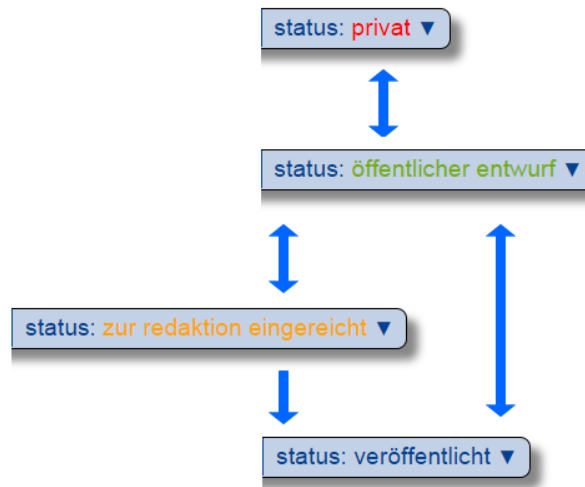 status: privat ▼
status: öffentlicher entwurf ▼
status: zur redaktion eingereicht ▼
status: veröffentlicht ▼